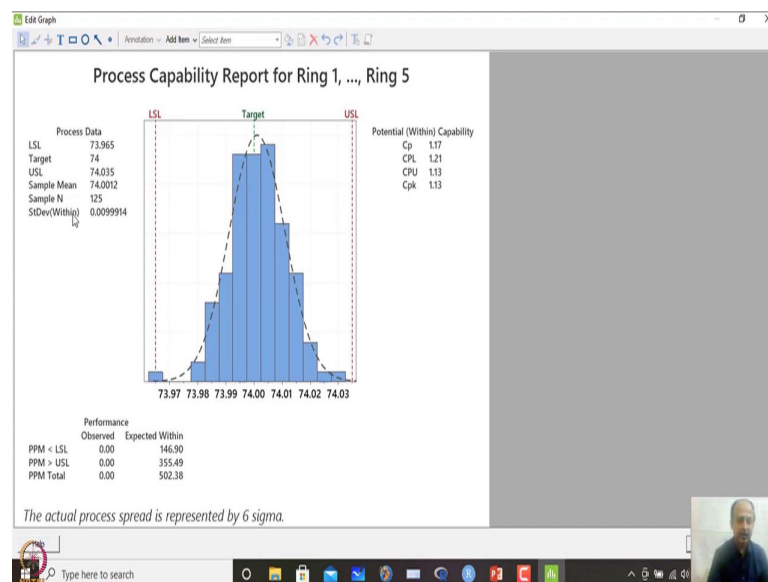 Edit Graph
T Annotation Add Item Select Item
Process Capability Report for Ring 1, ..., Ring 5
LSL Target USL
Process Data
LSL 73.965
Target 74
USL 74.035
Sample Mean 74.0012
Sample N 125
StDev(Within) 0.0099914
Potential (Within) Capability
Cp 1.17
CPL 1.21
CPU 1.13
Cpk 1.13
73.97 73.98 73.99 74.00 74.01 74.02 74.03
Performance
Observed Expected Within
PPM < LSL 0.00 146.90
PPM > USL 0.00 355.49
PPM Total 0.00 502.38
The actual process spread is represented by 6 sigma.
Type here to search